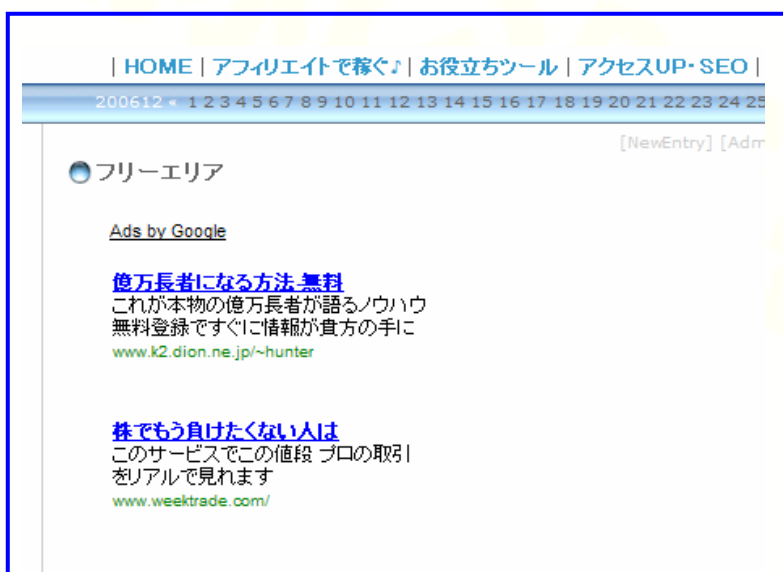 | HOME | アフィリエイトで稼ぐ♪ | お役立ちツール | アクセスUP・SEO |
200612 « 1 2 3 4 5 6 7 8 9 10 11 12 13 14 15 16 17 18 19 20 21 22 23 24 25
[NewEntry] [Adm
フリーエリア
Ads by Google
億万長者になる方法-無料
これが本物の億万長者が語るノウハウ
無料登録ですぐに情報が貴方の手に
www.k2.dion.ne.jp/~hunter
株でもう負けたくない人は
このサービスでこの値段 プロの取引
をリアルで見れます
www.weektrade.com/